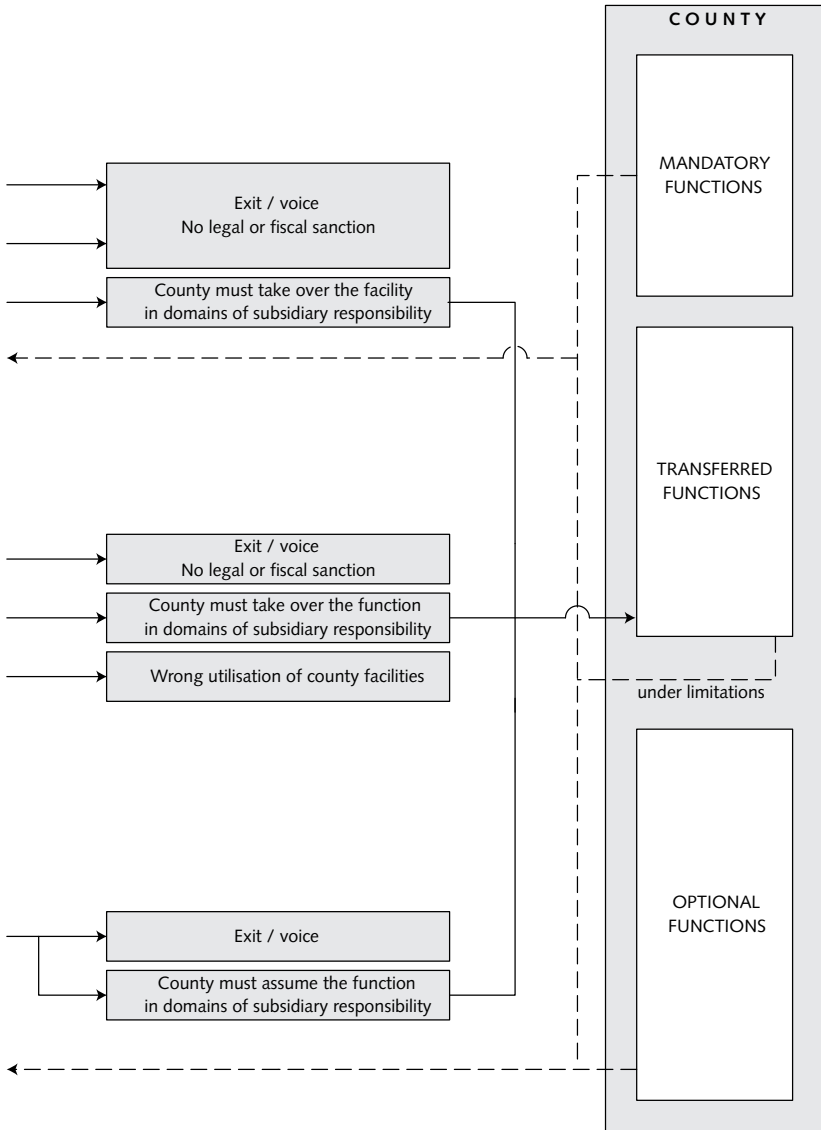 COUNTY
MANDATORY
FUNCTIONS
Exit / voice
No legal or fiscal sanction
County must take over the facility
in domains of subsidiary responsibility
TRANSFERRED
FUNCTIONS
Exit / voice
No legal or fiscal sanction
County must take over the function
in domains of subsidiary responsibility
Wrong utilisation of county facilities
under limitations
OPTIONAL
FUNCTIONS
Exit / voice
County must assume the function
in domains of subsidiary responsibility